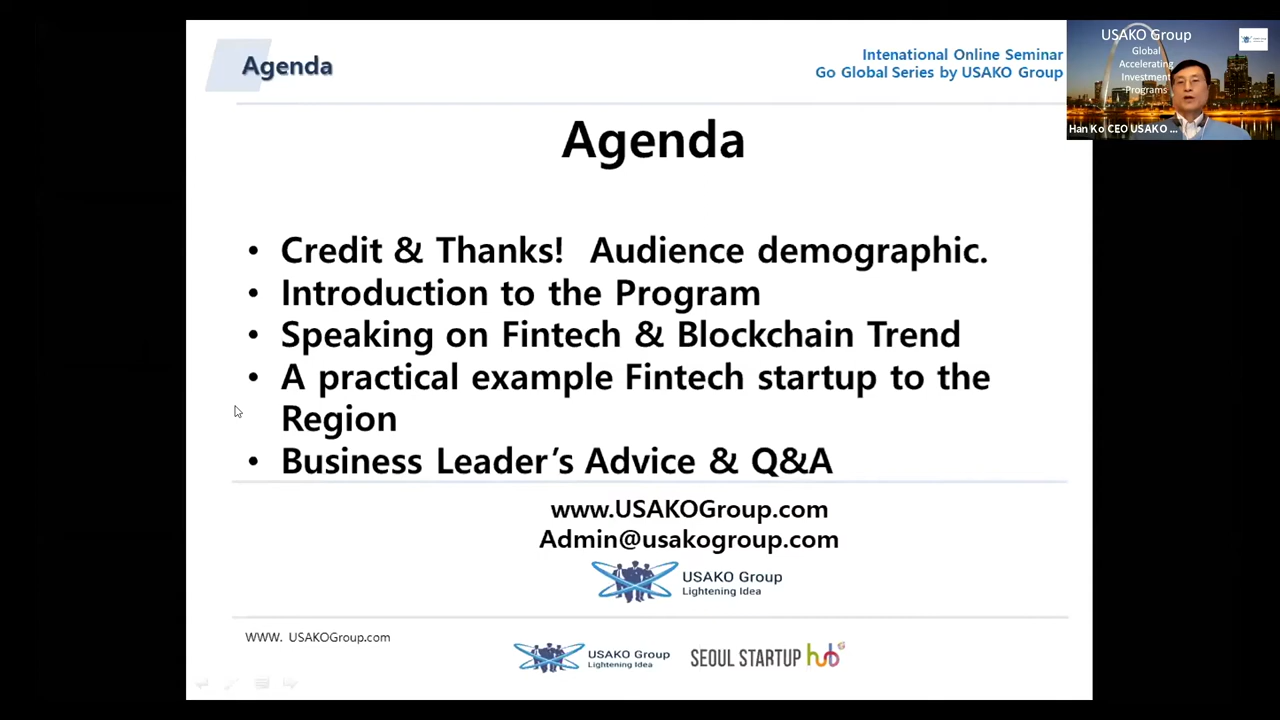 Agenda
Intenational Online Seminar
Go Global Series by USAKO Group
USAKO Group
Global
Accelerating
Investment
Programs
Han Ko CEO USAKO ...
Agenda
• Credit & Thanks! Audience demographic.
• Introduction to the Program
• Speaking on Fintech & Blockchain Trend
• A practical example Fintech startup to the
Region
• Business Leader's Advice & Q&A
www.USAKOGroup.com
Admin@usakogroup.com
USAKO Group
Lightening Idea
WWW. USAKOGroup.com
USAKO Group
Lightening Idea
SEOUL STARTUP hub